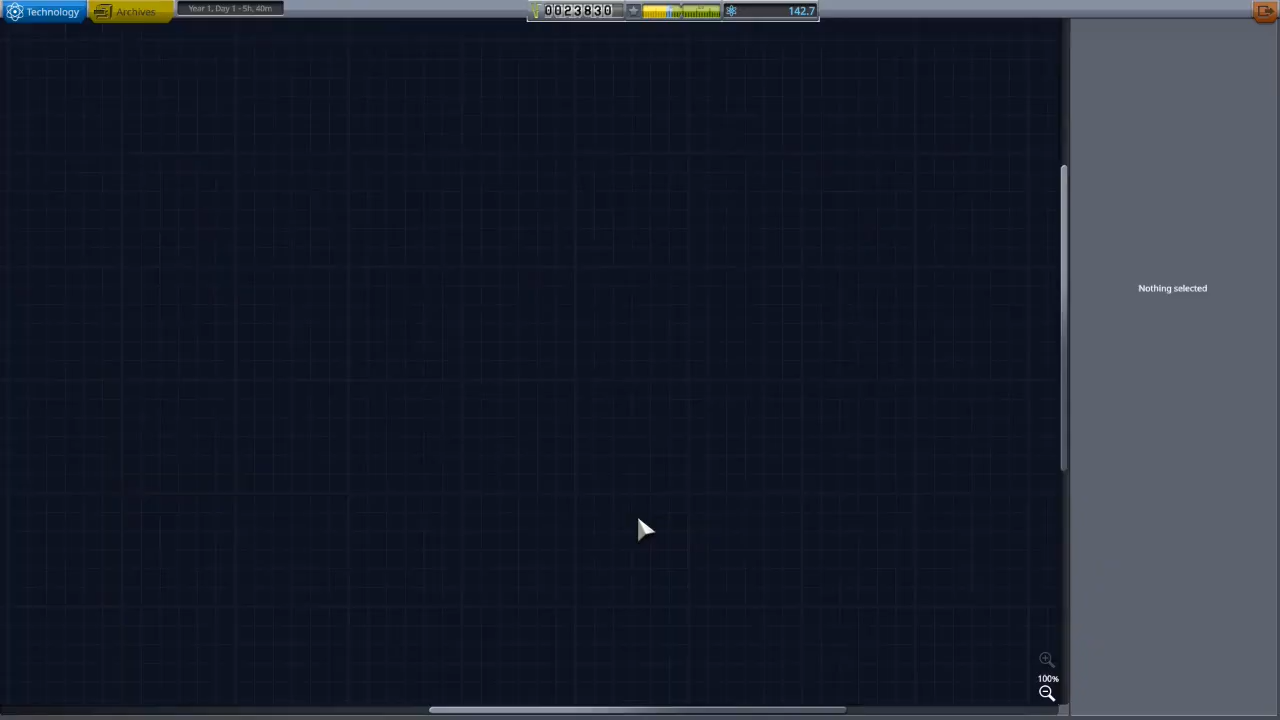 Technology
Archives
Year 1, Day 1 - 5h, 40m
0023830
142.7
Nothing selected
100%